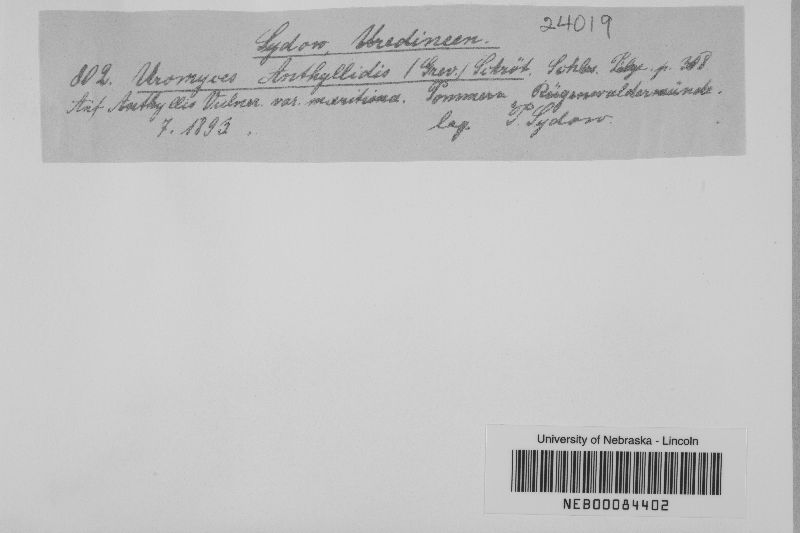 24019
Sydow, Uredineen.
802. Uromyces Anthyllidis (Grev.) Schröt. Schles. Pilze. p. 308
Auf Anthyllis Vulner. var. maritima. Pommern Rügenwaldermünde.
7. 1893. leg. P. Sydow.
University of Nebraska - Lincoln
NEB00084402